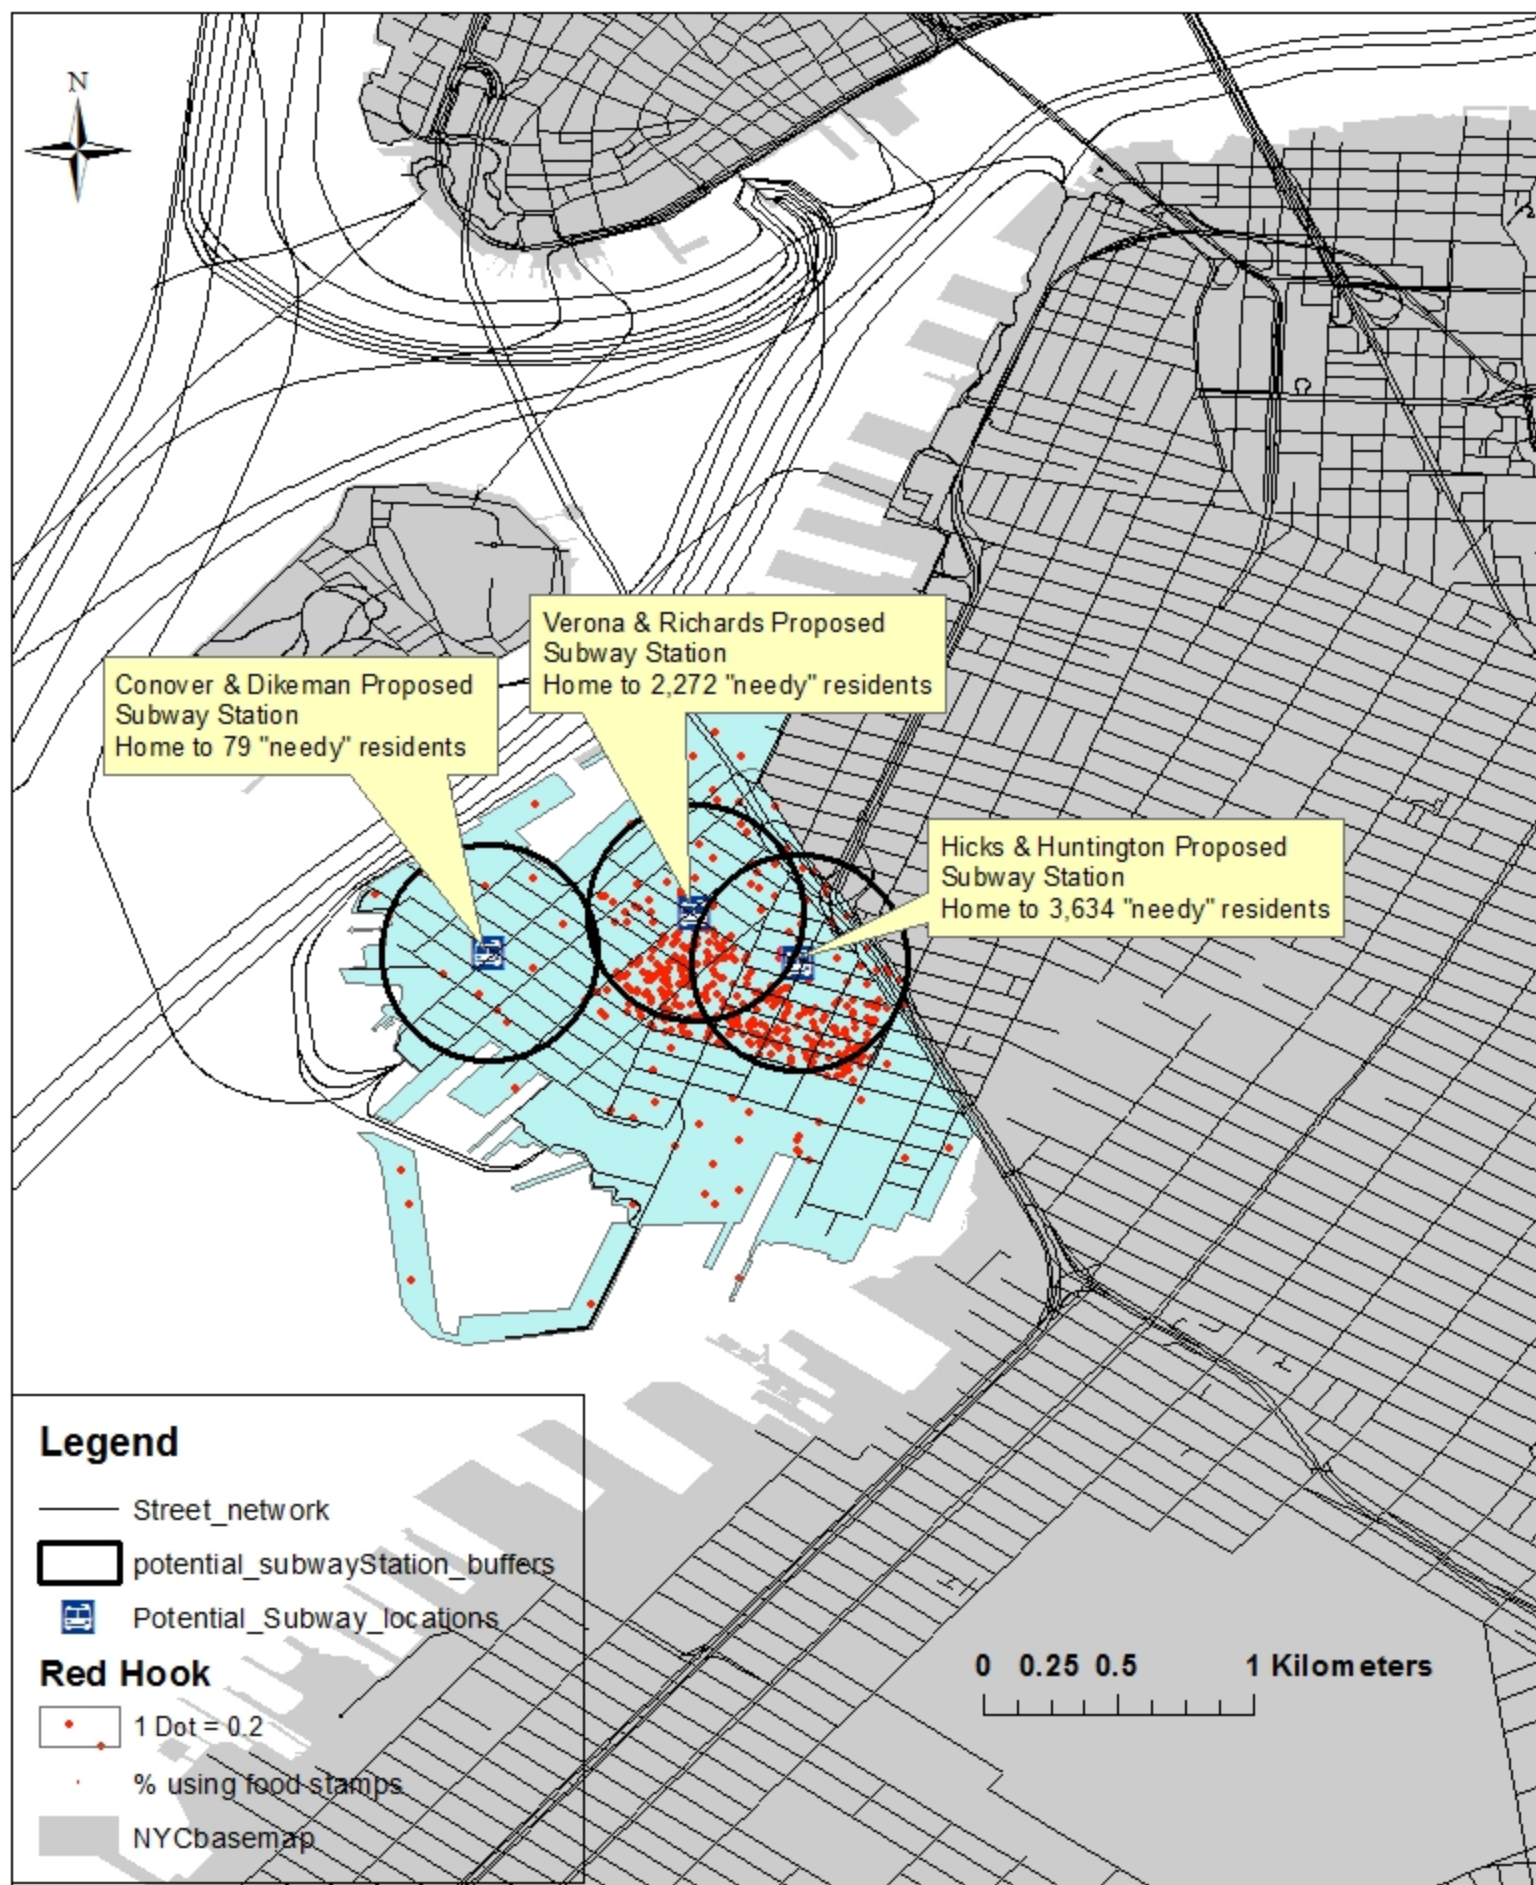 N
Verona & Richards Proposed
Subway Station
Home to 2,272 "needy" residents
Conover & Dikeman Proposed
Subway Station
Home to 79 "needy" residents
Hicks & Huntington Proposed
Subway Station
Home to 3,634 "needy" residents
Legend
Street_network
potential_subwayStation_buffers
Potential_Subway_locations
Red Hook
1 Dot = 0.2
% using food stamps
NYCbasemap
0 0.25 0.5 1 Kilometers